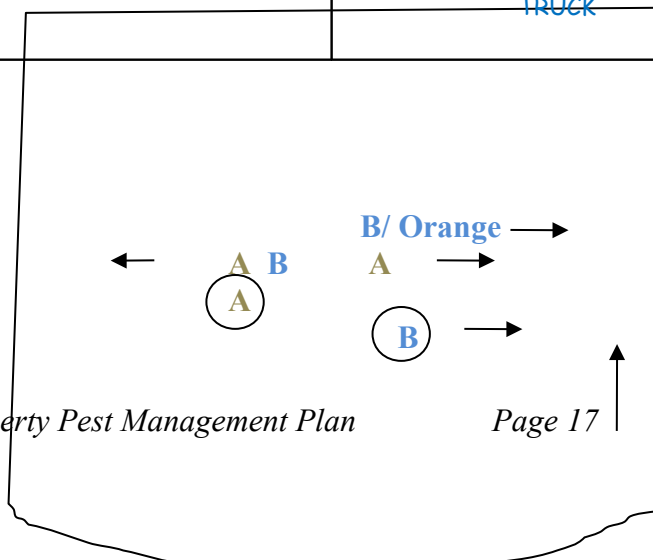 TRUCK
B/ Orange
A B A
A
B
erty Pest Management Plan Page 17